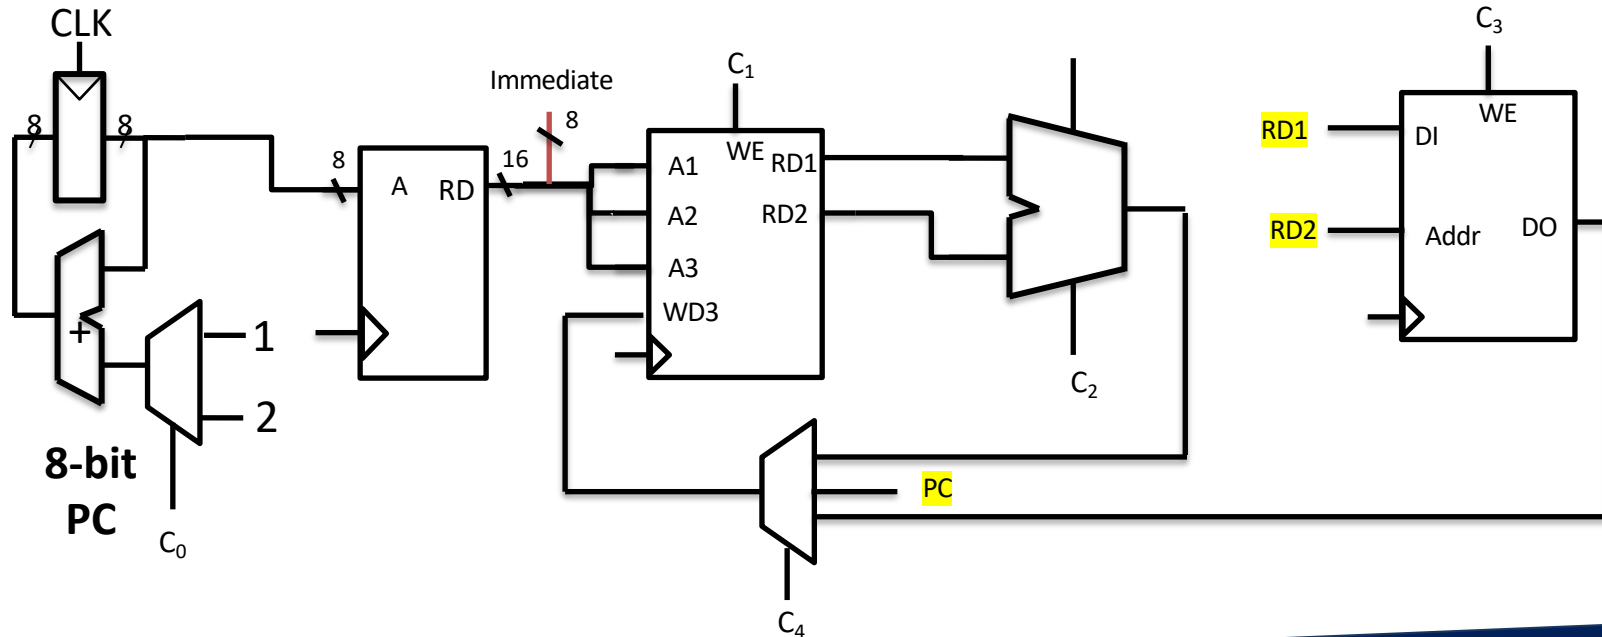 CLK
8
8
+
1
2
8-bit
PC
C₀
8
A
RD
16
Immediate
8
C₁
WE
A1
RD1
A2
RD2
A3
WD3
C₂
PC
C₄
C₃
WE
RD1
DI
RD2
Addr
DO